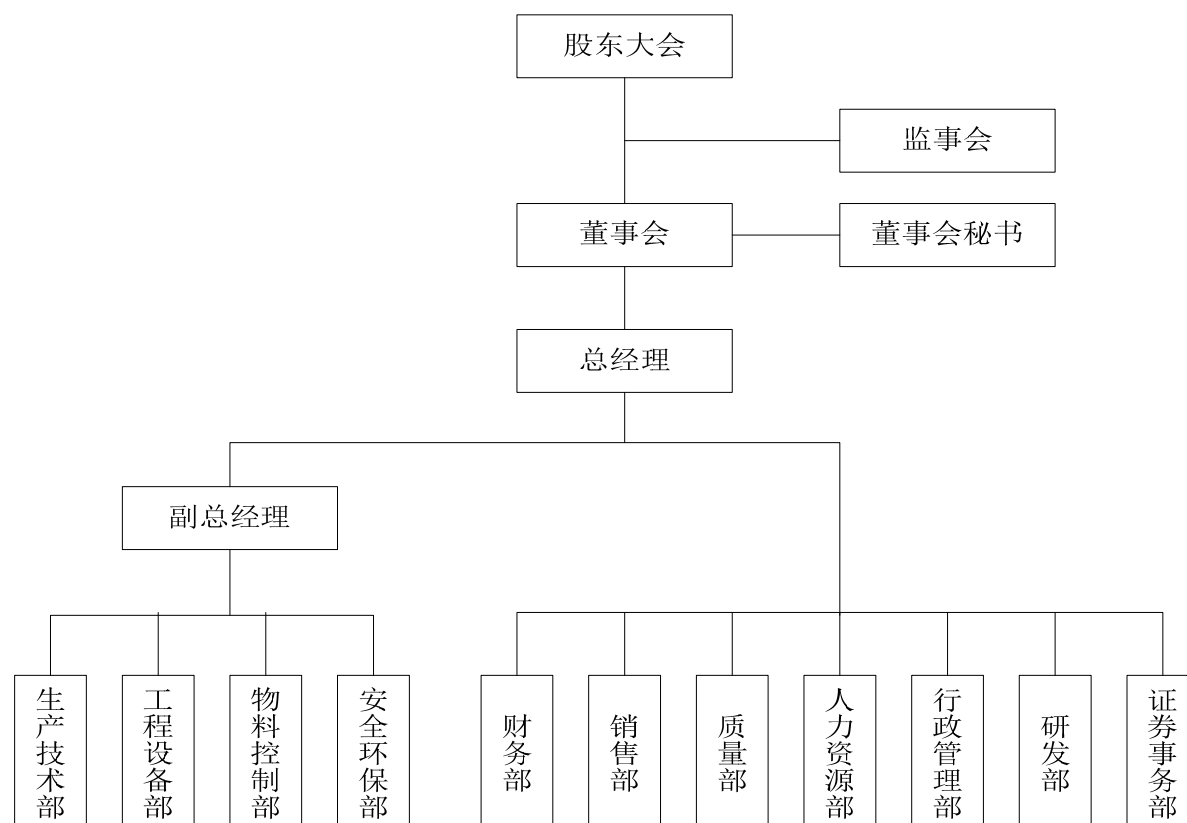 股东大会
监事会
董事会
董事会秘书
总经理
副总经理
生产技术部
工程设备部
物料控制部
安全环保部
财务部
销售部
质量部
人力资源部
行政管理部
研发部
证券事务部